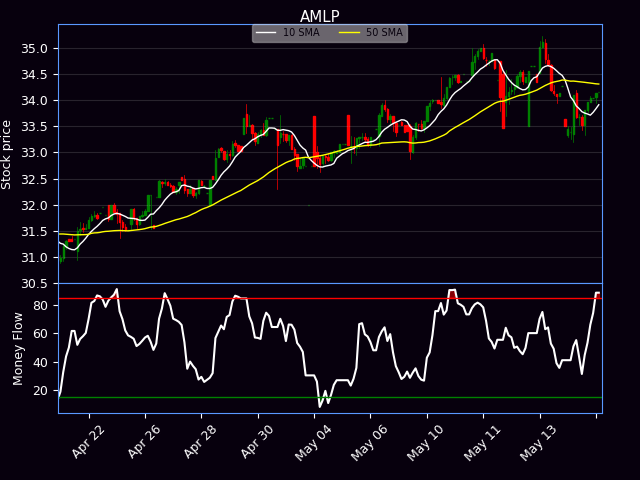 AMLP
10 SMA
50 SMA
Stock price
35.0
34.5
34.0
33.5
33.0
32.5
32.0
31.5
31.0
30.5
Money Flow
80
60
40
20
Apr 22
Apr 26
Apr 28
Apr 30
May 04
May 06
May 10
May 11
May 13